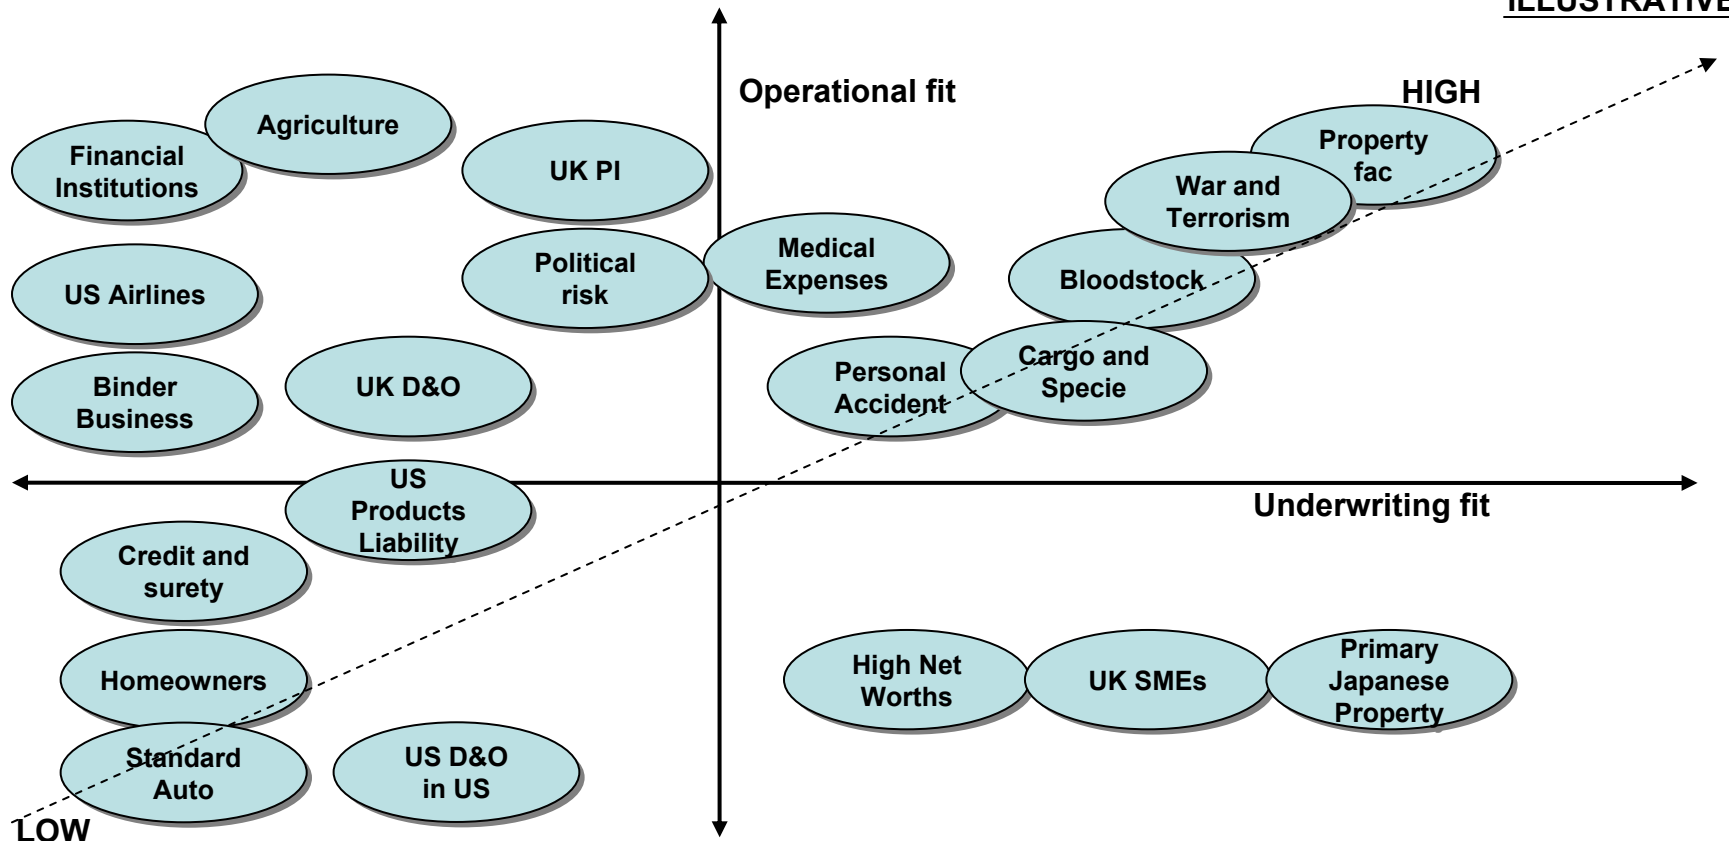 ILLUSTRATIVE
Operational fit
HIGH
Agriculture
Financial
Institutions
UK PI
Property
fac
War and
Terrorism
Political
risk
Medical
Expenses
Bloodstock
US Airlines
Binder
Business
UK D&O
Personal
Accident
Cargo and
Specie
US
Products
Liability
Underwriting fit
Credit and
surety
Homeowners
High Net
Worths
UK SMEs
Primary
Japanese
Property
Standard
Auto
US D&O
in US
LOW